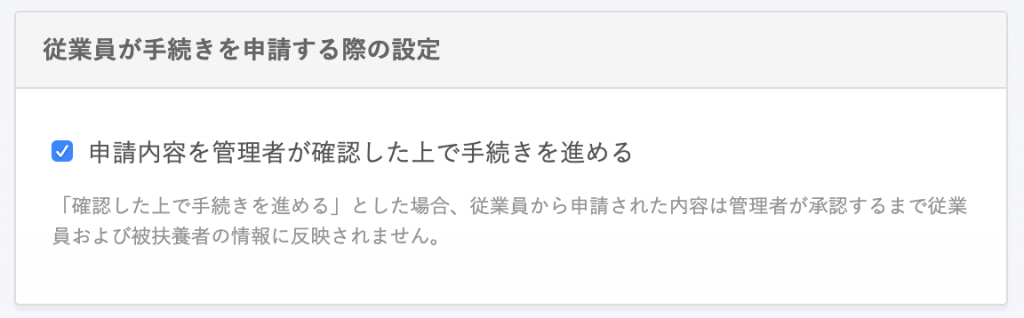 従業員が手続きを申請する際の設定
申請内容を管理者が確認した上で手続きを進める
「確認した上で手続きを進める」とした場合、従業員から申請された内容は管理者が承認するまで従業
員および被扶養者の情報に反映されません。